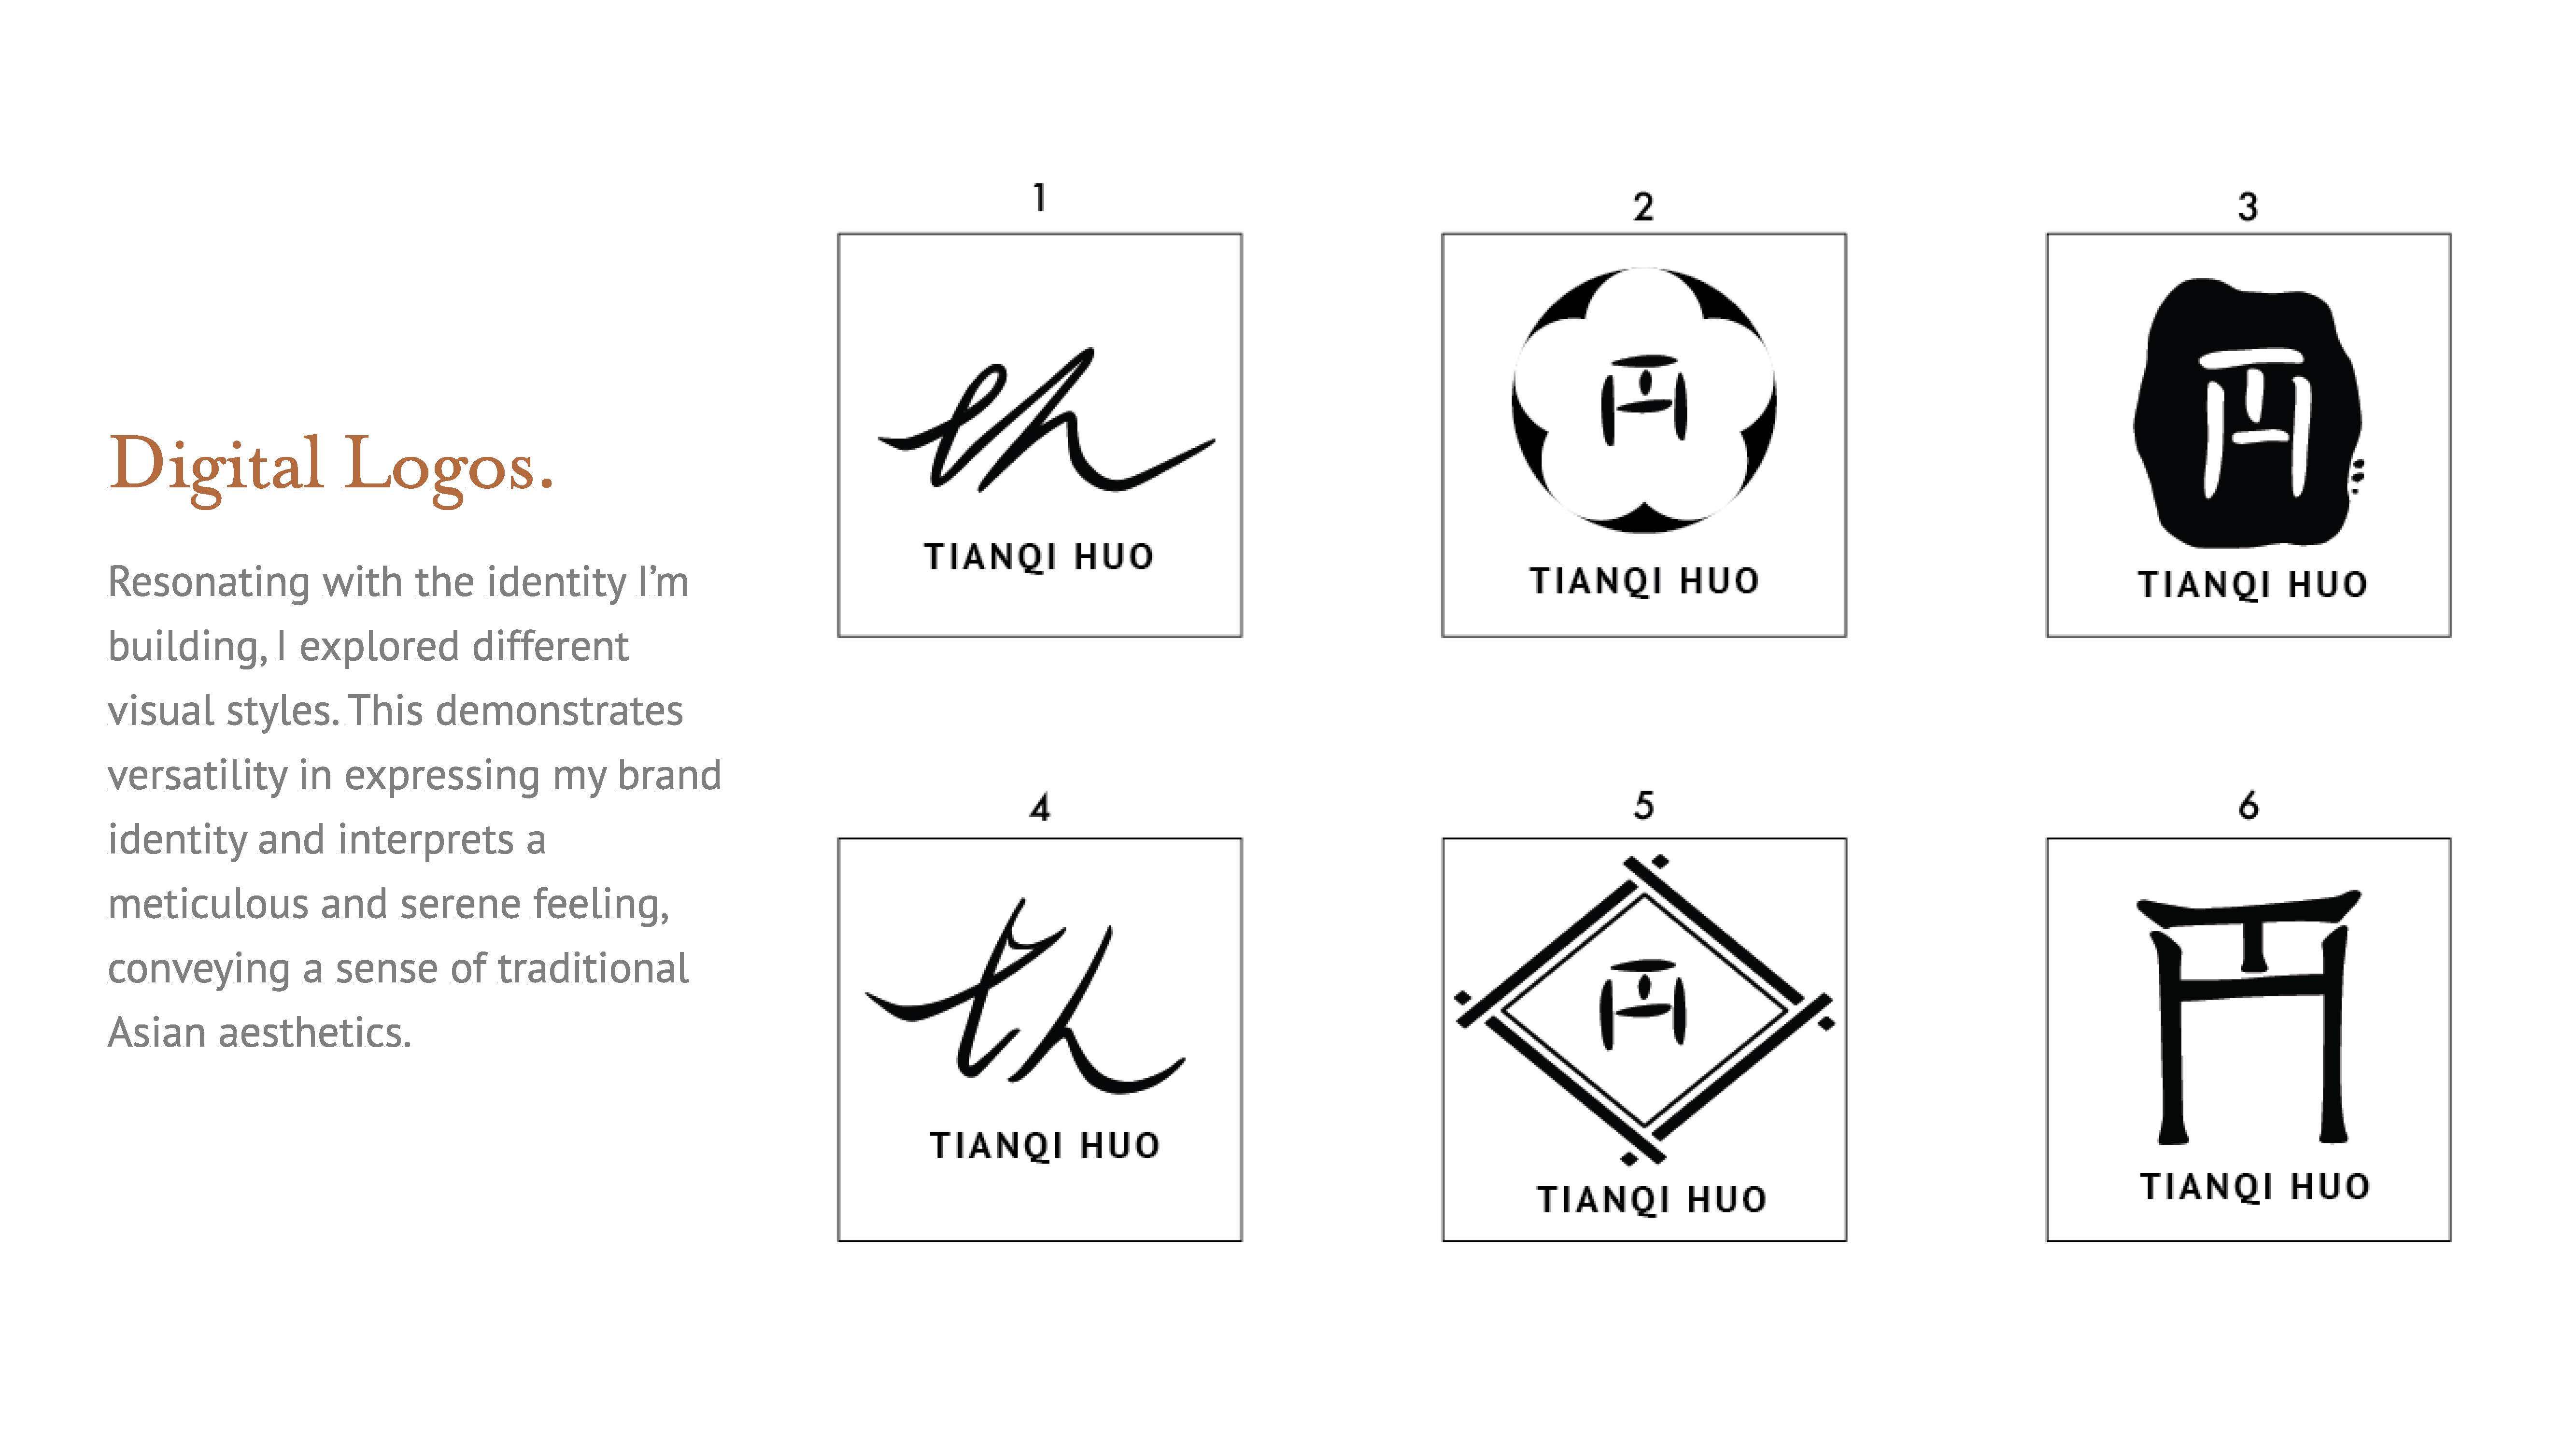 Digital Logos.
Resonating with the identity I’m
building, I explored different
visual styles. This demonstrates
versatility in expressing my brand
identity and interprets a
meticulous and serene feeling,
conveying a sense of traditional
Asian aesthetics.
1
th
TIANQI HUO
2
TIANQI HUO
3
TIANQI HUO
4
th
TIANQI HUO
5
TIANQI HUO
6
TIANQI HUO